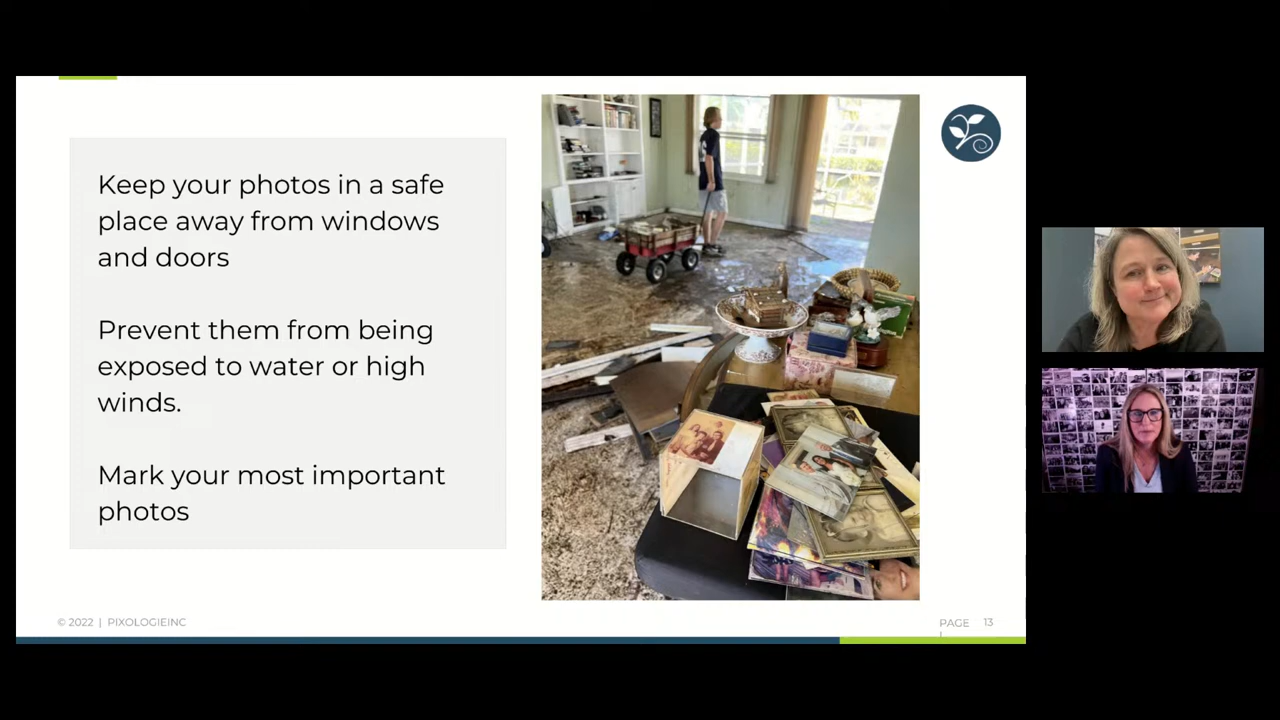 Keep your photos in a safe
place away from windows
and doors
Prevent them from being
exposed to water or high
winds.
Mark your most important
photos
© 2022 | PIXOLOGIEINC
PAGE 13
|